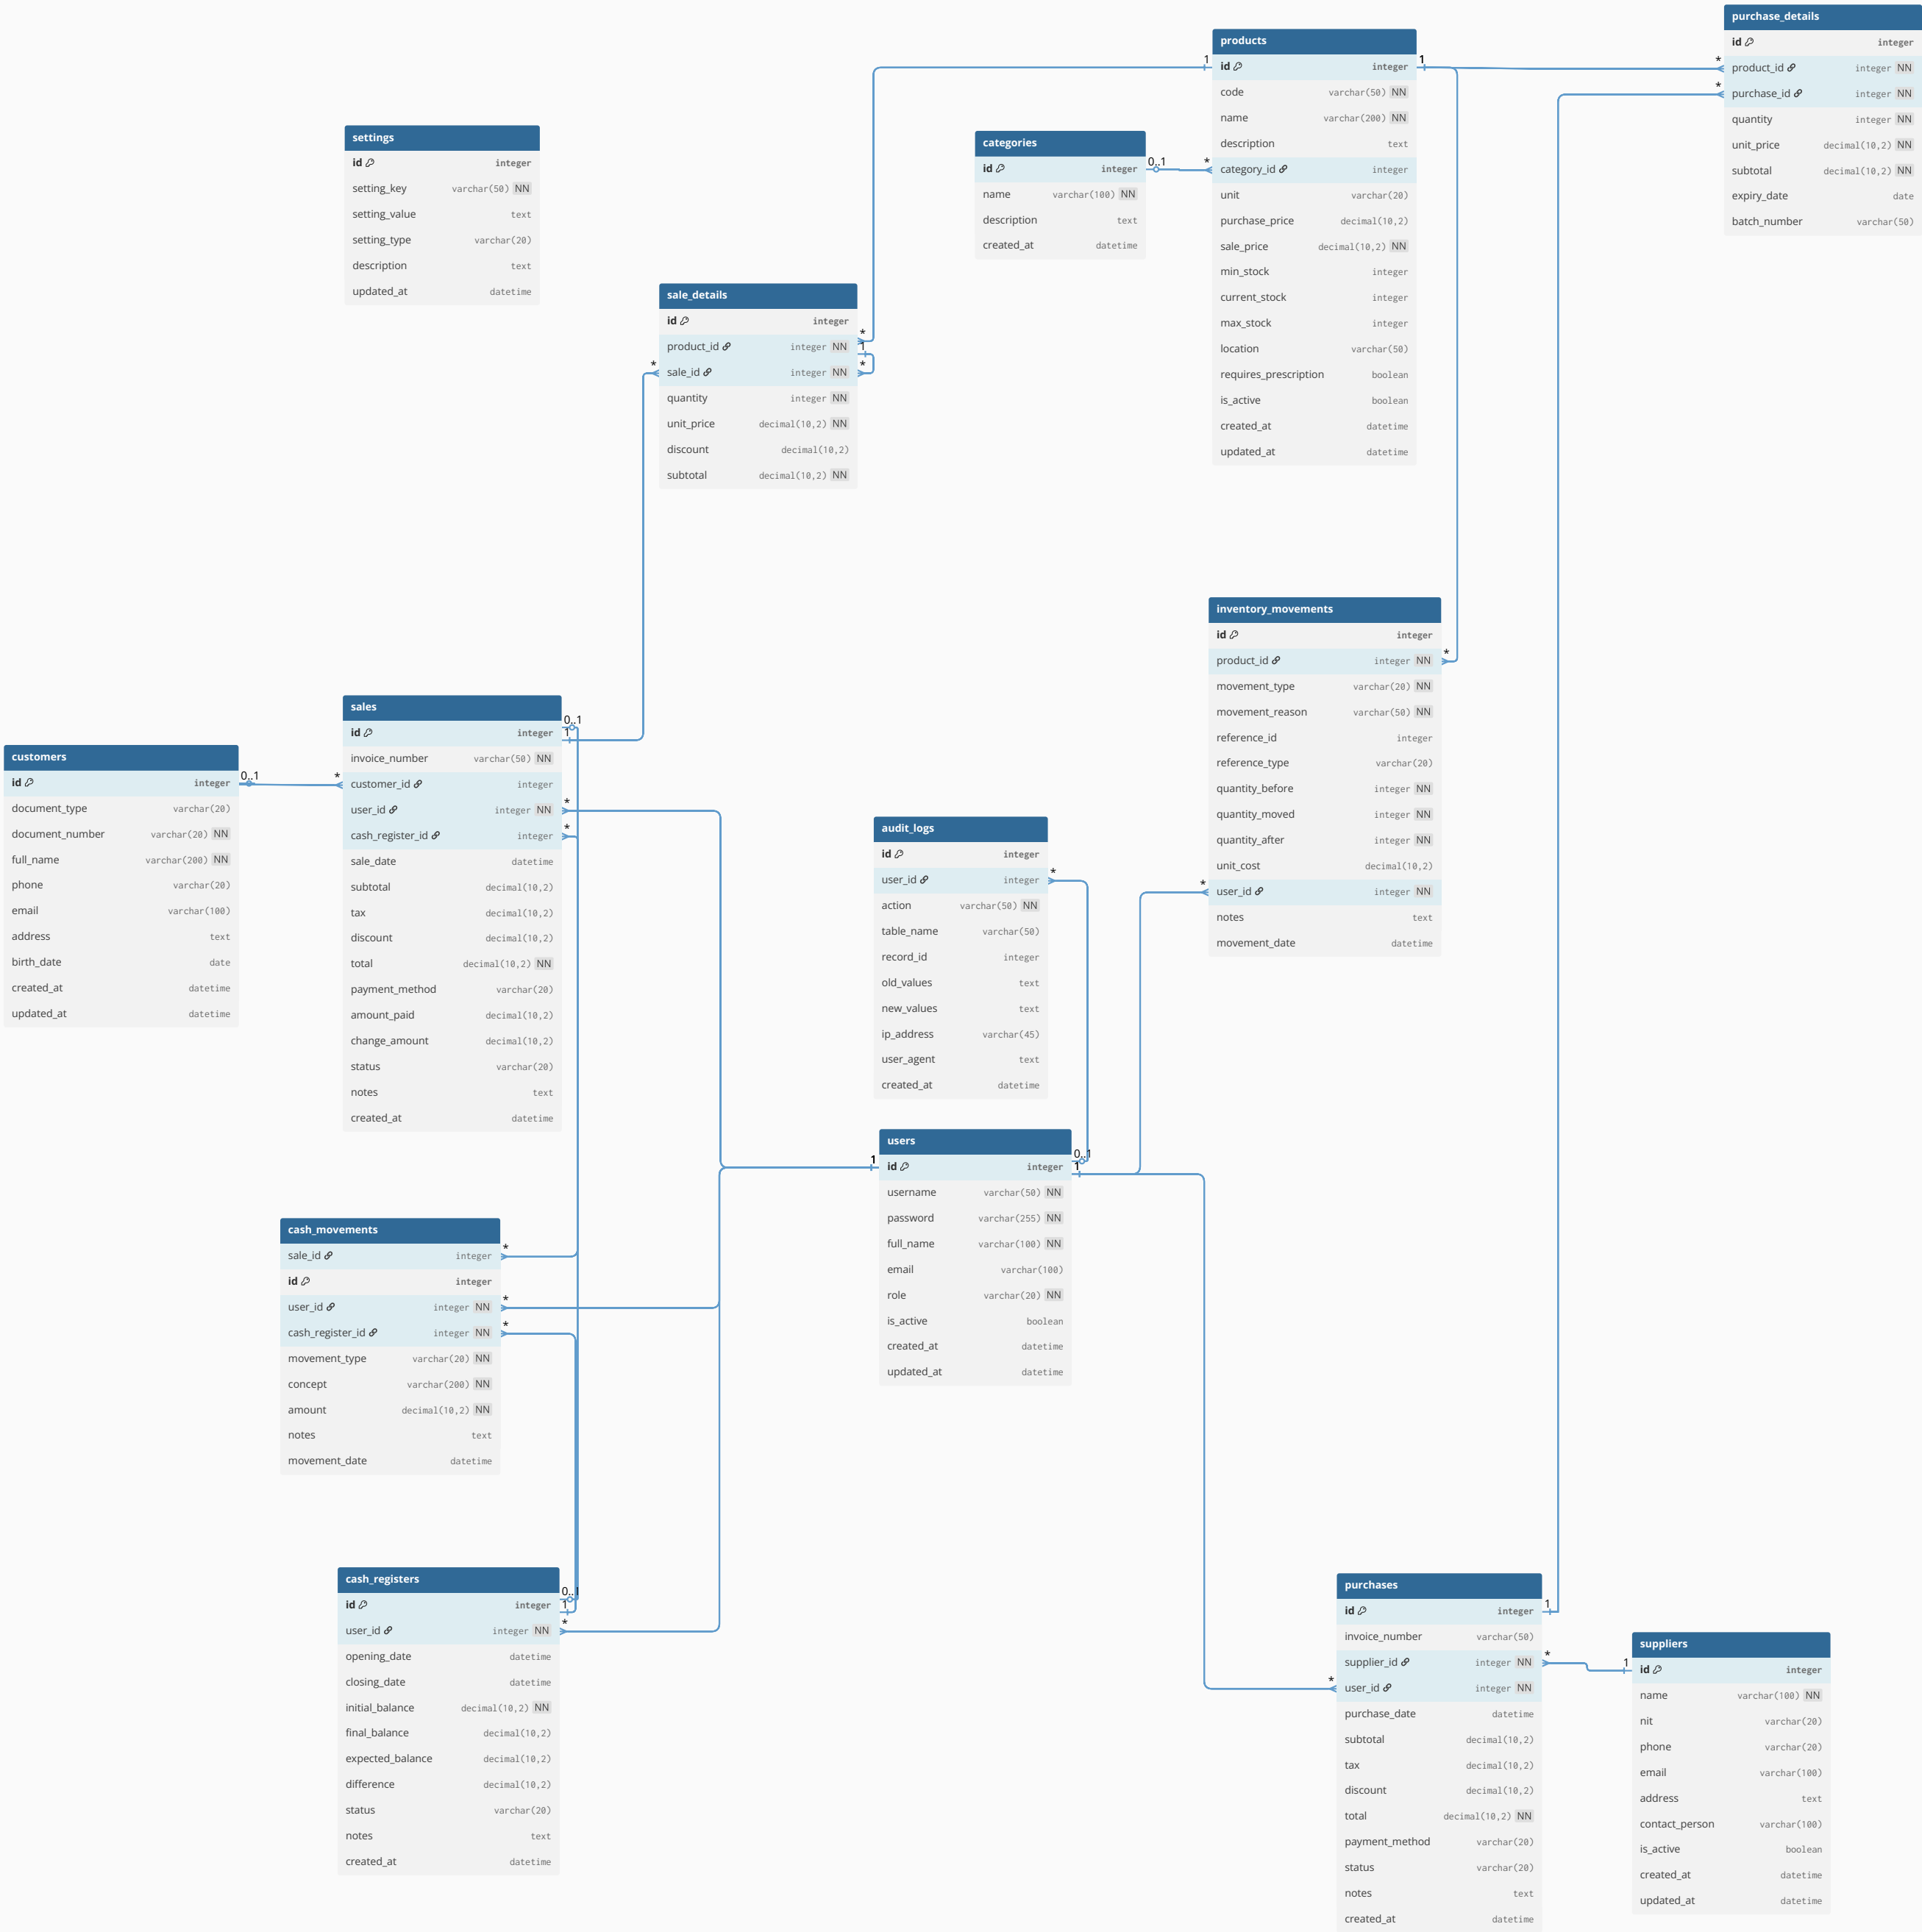 purchase_details
id integer
product_id integer NN
purchase_id integer NN
quantity integer NN
unit_price decimal(10,2) NN
subtotal decimal(10,2) NN
expiry_date date
batch_number varchar(50)
products
id integer
code varchar(50) NN
name varchar(200) NN
description text
category_id integer
unit varchar(20)
purchase_price decimal(10,2)
sale_price decimal(10,2) NN
min_stock integer
current_stock integer
max_stock integer
location varchar(50)
requires_prescription boolean
is_active boolean
created_at datetime
updated_at datetime
1
1
*
*
settings
id integer
setting_key varchar(50) NN
setting_value text
setting_type varchar(20)
description text
updated_at datetime
categories
id integer
name varchar(100) NN
description text
created_at datetime
0..1
*
sale_details
id integer
product_id integer NN
sale_id integer NN
quantity integer NN
unit_price decimal(10,2) NN
discount decimal(10,2)
subtotal decimal(10,2) NN
*
1
*
*
inventory_movements
id integer
product_id integer NN
movement_type varchar(20) NN
movement_reason varchar(50) NN
reference_id integer
reference_type varchar(20)
quantity_before integer NN
quantity_moved integer NN
quantity_after integer NN
unit_cost decimal(10,2)
user_id integer NN
notes text
movement_date datetime
*
*
sales
id integer
invoice_number varchar(50) NN
customer_id integer
user_id integer NN
cash_register_id integer
sale_date datetime
subtotal decimal(10,2)
tax decimal(10,2)
discount decimal(10,2)
total decimal(10,2) NN
payment_method varchar(20)
amount_paid decimal(10,2)
change_amount decimal(10,2)
status varchar(20)
notes text
created_at datetime
0..1
1
*
*
*
customers
id integer
document_type varchar(20)
document_number varchar(20) NN
full_name varchar(200) NN
phone varchar(20)
email varchar(100)
address text
birth_date date
created_at datetime
updated_at datetime
0..1
audit_logs
id integer
user_id integer
action varchar(50) NN
table_name varchar(50)
record_id integer
old_values text
new_values text
ip_address varchar(45)
user_agent text
created_at datetime
*
users
id integer
username varchar(50) NN
password varchar(255) NN
full_name varchar(100) NN
email varchar(100)
role varchar(20) NN
is_active boolean
created_at datetime
updated_at datetime
1
0..1
1
cash_movements
sale_id integer
id integer
user_id integer NN
cash_register_id integer NN
movement_type varchar(20) NN
concept varchar(200) NN
amount decimal(10,2) NN
notes text
movement_date datetime
*
*
*
cash_registers
id integer
user_id integer NN
opening_date datetime
closing_date datetime
initial_balance decimal(10,2) NN
final_balance decimal(10,2)
expected_balance decimal(10,2)
difference decimal(10,2)
status varchar(20)
notes text
created_at datetime
0..1
1
*
purchases
id integer
invoice_number varchar(50)
supplier_id integer NN
user_id integer NN
purchase_date datetime
subtotal decimal(10,2)
tax decimal(10,2)
discount decimal(10,2)
total decimal(10,2) NN
payment_method varchar(20)
status varchar(20)
notes text
created_at datetime
1
*
*
suppliers
id integer
name varchar(100) NN
nit varchar(20)
phone varchar(20)
email varchar(100)
address text
contact_person varchar(100)
is_active boolean
created_at datetime
updated_at datetime
1